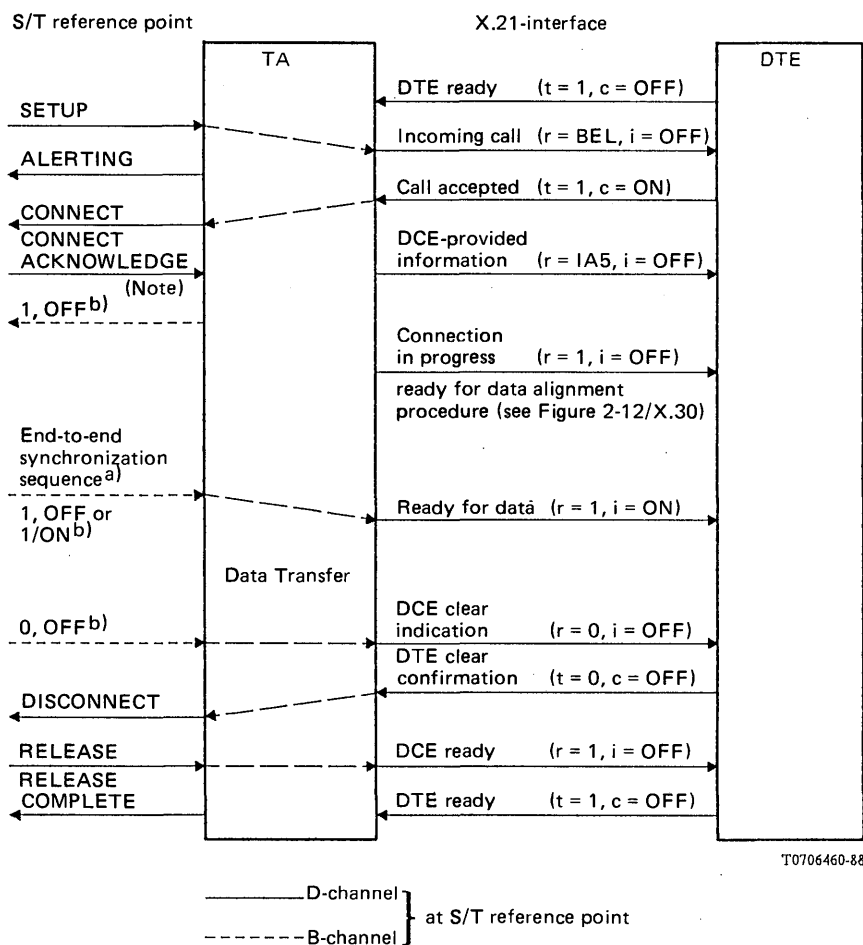 S/T reference point
X.21-interface
TA
DTE
DTE ready (t = 1, c = OFF)
SETUP
Incoming call (r = BEL, i = OFF)
ALERTING
Call accepted (t = 1, c = ON)
CONNECT
CONNECT
ACKNOWLEDGE
(Note)
DCE-provided
information (r = IA5, i = OFF)
1, OFF b)
Connection
in progress (r = 1, i = OFF)
ready for data alignment
procedure (see Figure 2-12/X.30)
End-to-end
synchronization
sequence a)
1, OFF or
1/ON b)
Ready for data (r = 1, i = ON)
Data Transfer
0, OFF b)
DCE clear
indication (r = 0, i = OFF)
DTE clear
confirmation (t = 0, c = OFF)
DISCONNECT
RELEASE
DCE ready (r = 1, i = OFF)
RELEASE
COMPLETE
DTE ready (t = 1, c = OFF)
T0706460-88
D-channel
B-channel
at S/T reference point